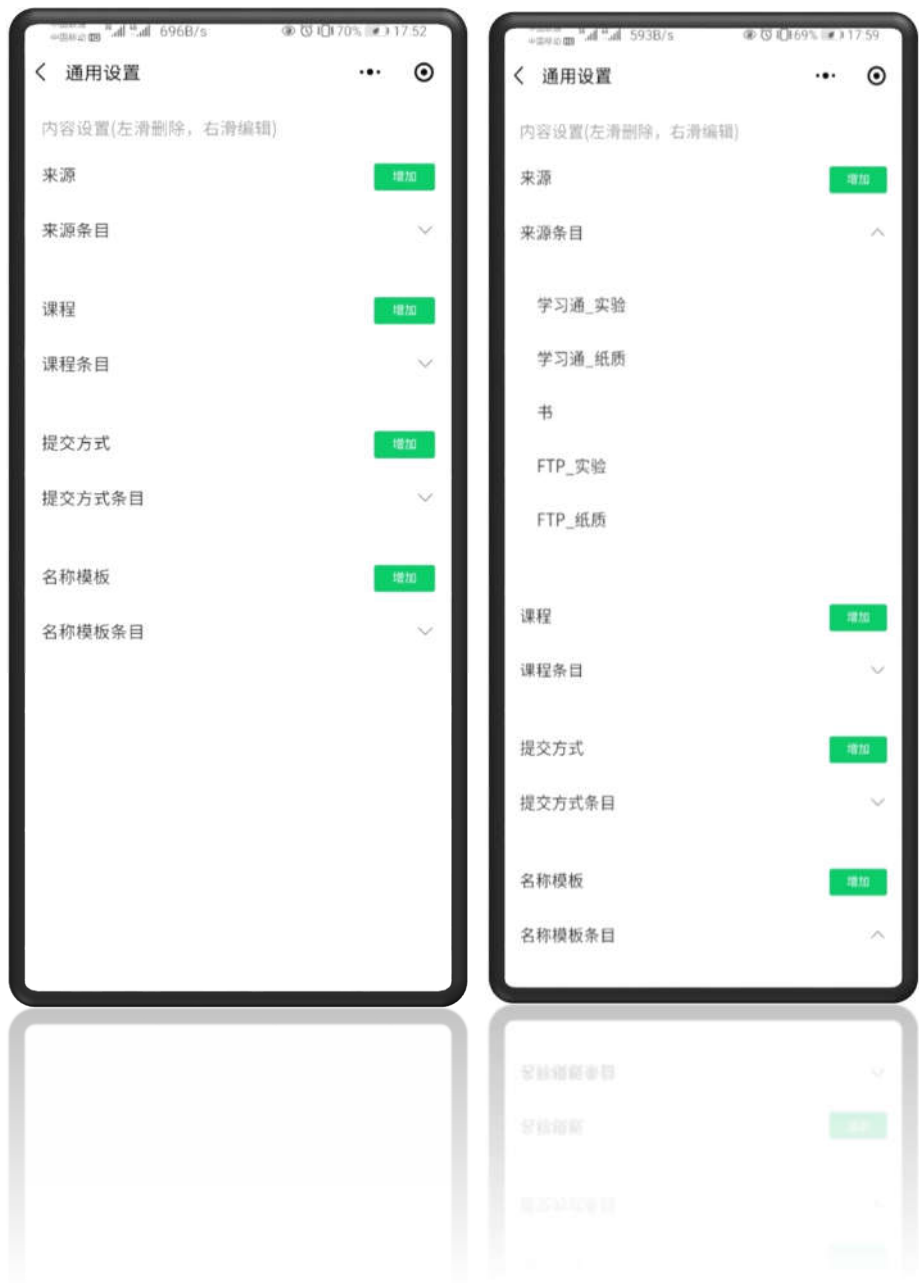 696B/s
70%
17:52
通用设置
内容设置(左滑删除，右滑编辑)
来源
增加
来源条目
课程
增加
课程条目
提交方式
增加
提交方式条目
名称模板
增加
名称模板条目
593B/s
69%
17:59
通用设置
内容设置(左滑删除，右滑编辑)
来源
增加
来源条目
学习通_实验
学习通_纸质
书
FTP_实验
FTP_纸质
课程
增加
课程条目
提交方式
增加
提交方式条目
名称模板
增加
名称模板条目